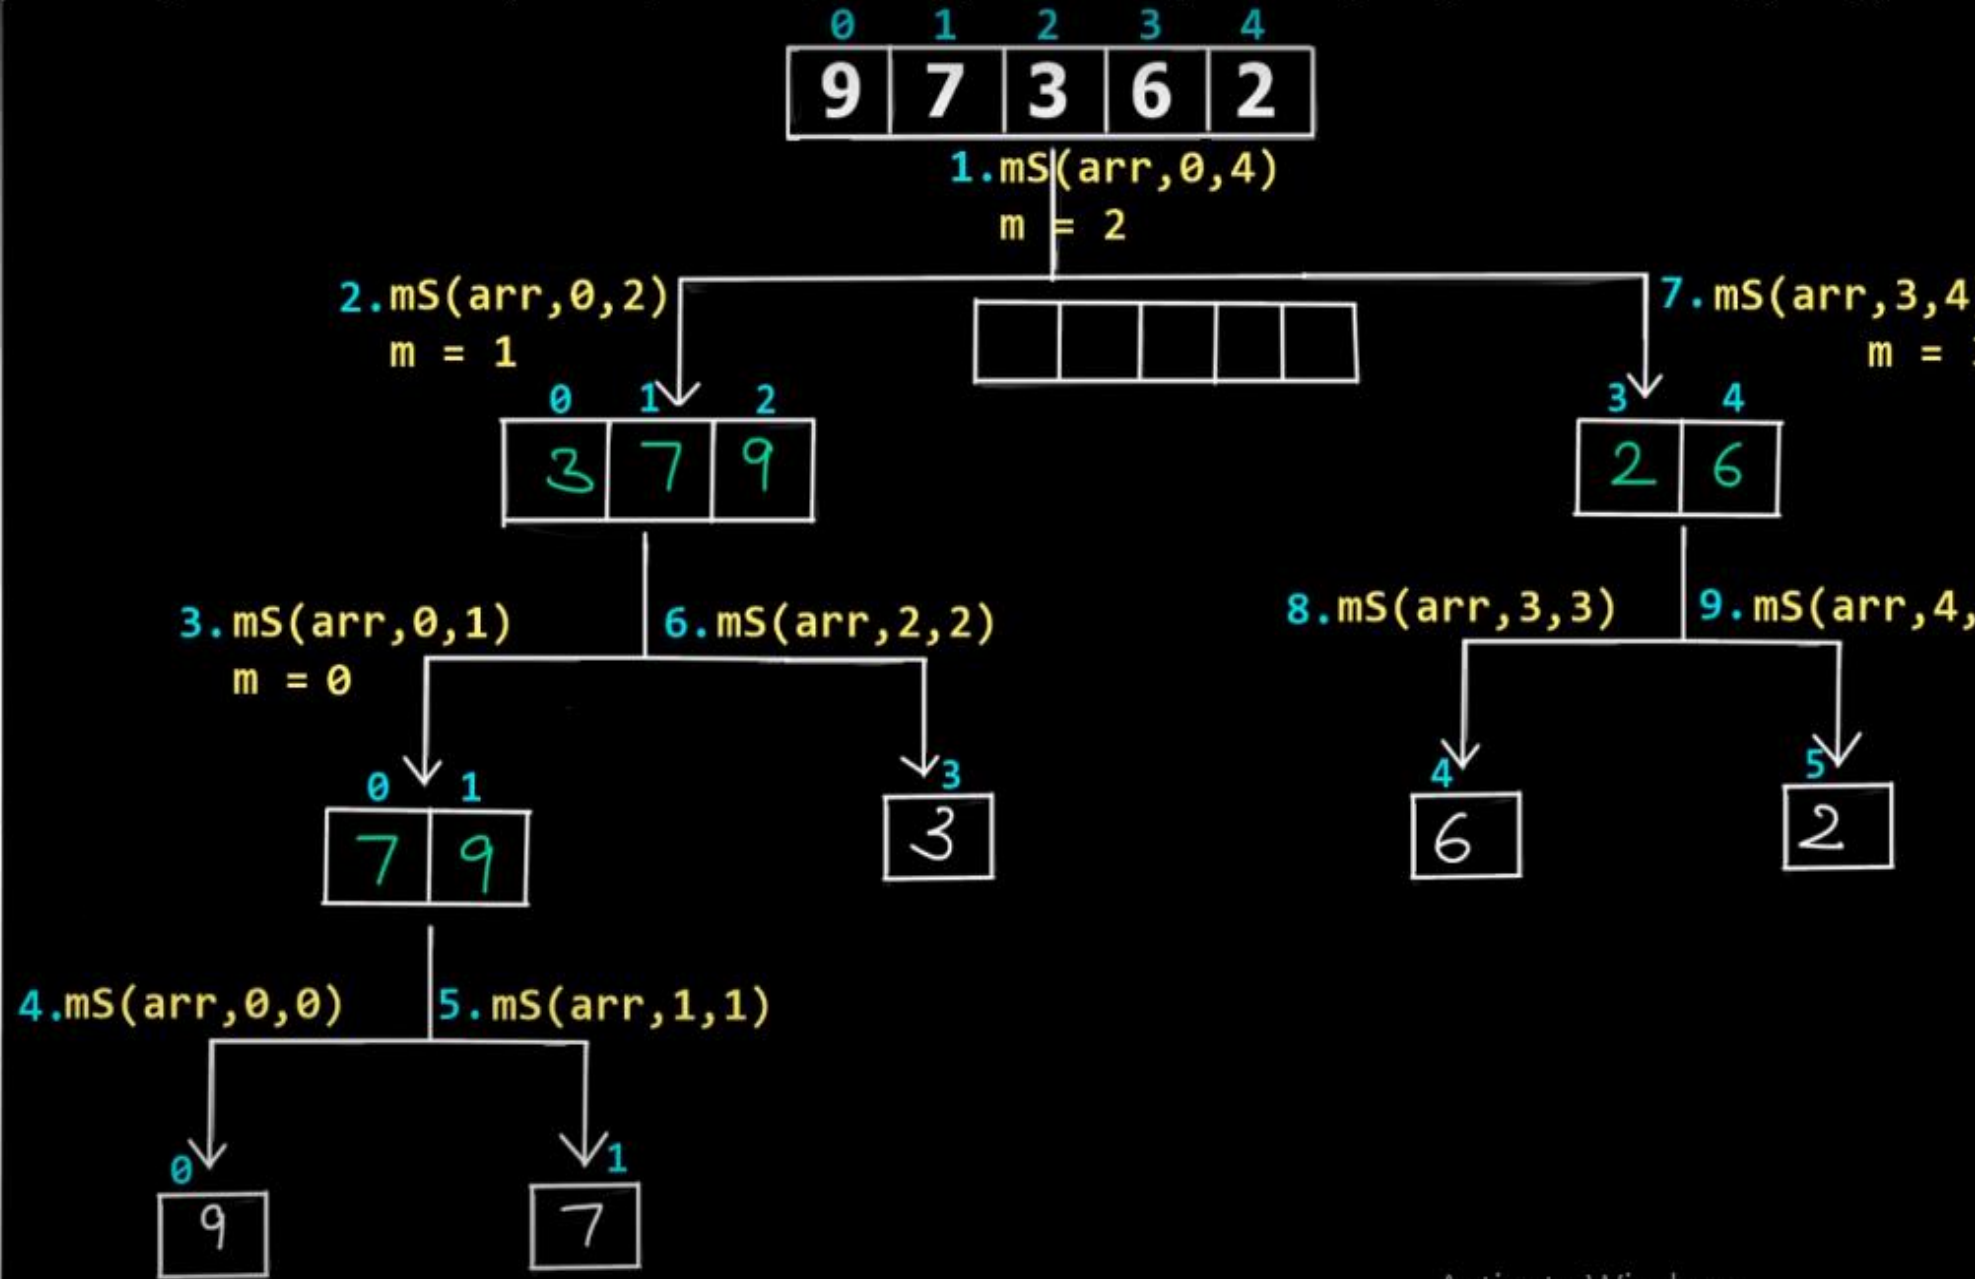 0 1 2 3 4
9 7 3 6 2
1.mS(arr,0,4)
m = 2
2.mS(arr,0,2)
m = 1
7.mS(arr,3,4
m =
0 1 2
3 7 9
3 4
2 6
3.mS(arr,0,1)
m = 0
6.mS(arr,2,2)
8.mS(arr,3,3)
9.mS(arr,4,
0 1
7 9
3
3
4
6
5
2
4.mS(arr,0,0)
5.mS(arr,1,1)
0
9
1
7